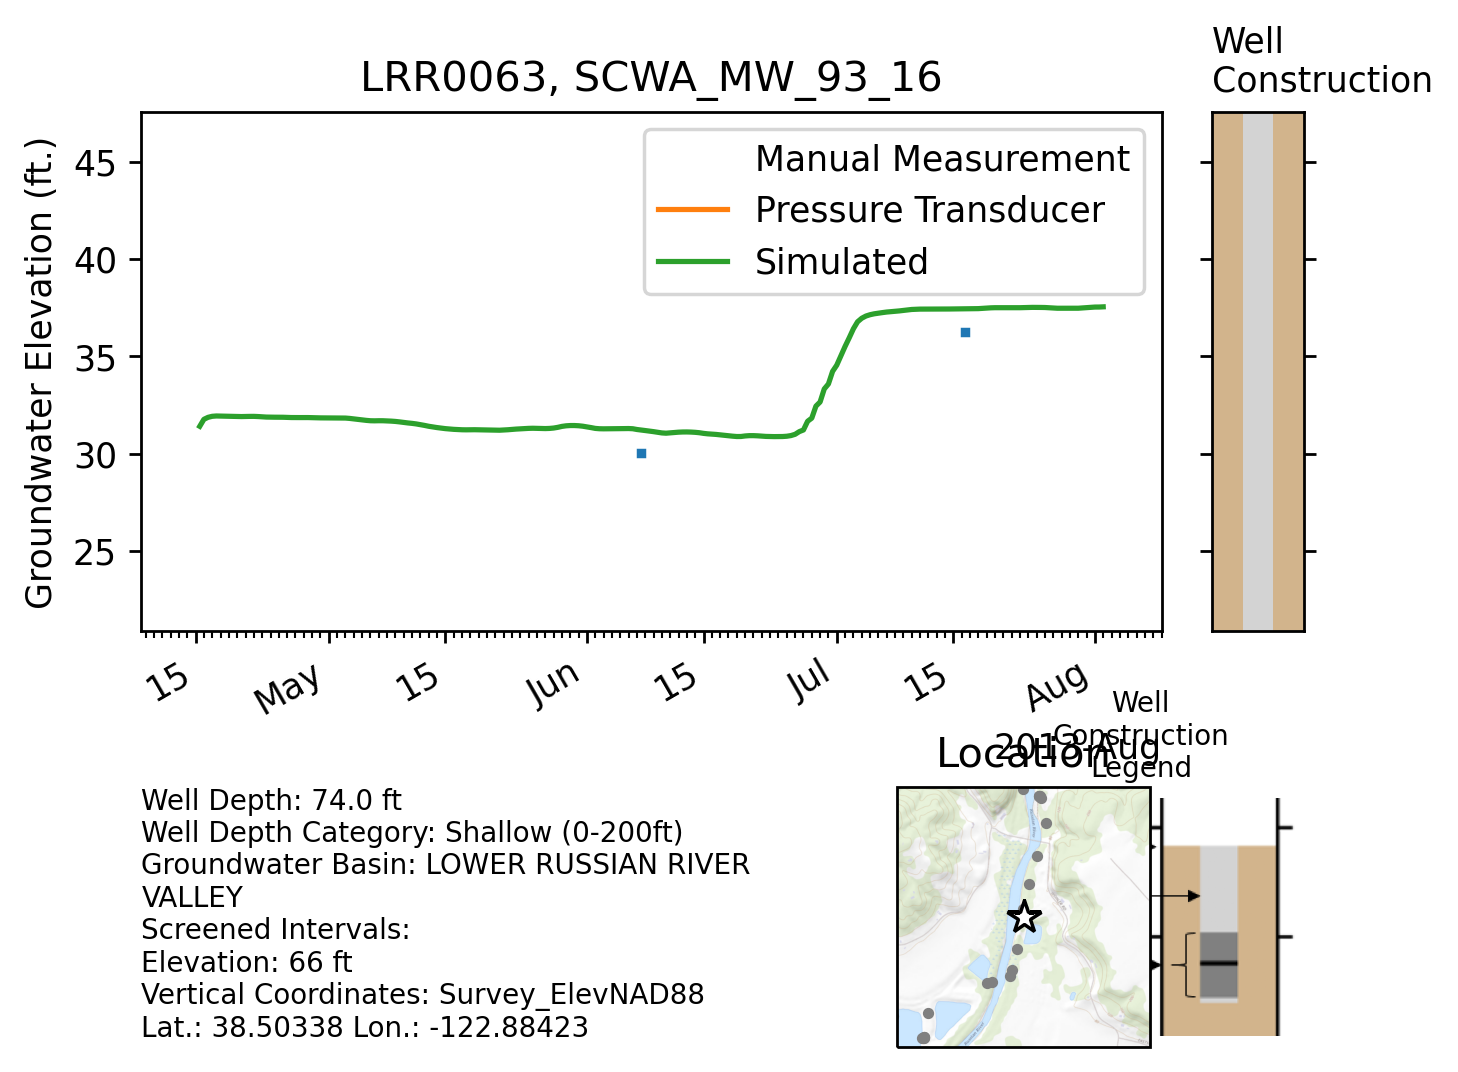 Well
Construction
LRR0063, SCWA_MW_93_16
Groundwater Elevation (ft.)
45
40
35
30
25
Manual Measurement
Pressure Transducer
Simulated
15
May
15
Jun
15
Jul
15
Aug
2013-Aug
Location
Well
Construction
Legend
Well Depth: 74.0 ft
Well Depth Category: Shallow (0-200ft)
Groundwater Basin: LOWER RUSSIAN RIVER
VALLEY
Screened Intervals:
Elevation: 66 ft
Vertical Coordinates: Survey_ElevNAD88
Lat.: 38.50338 Lon.: -122.88423